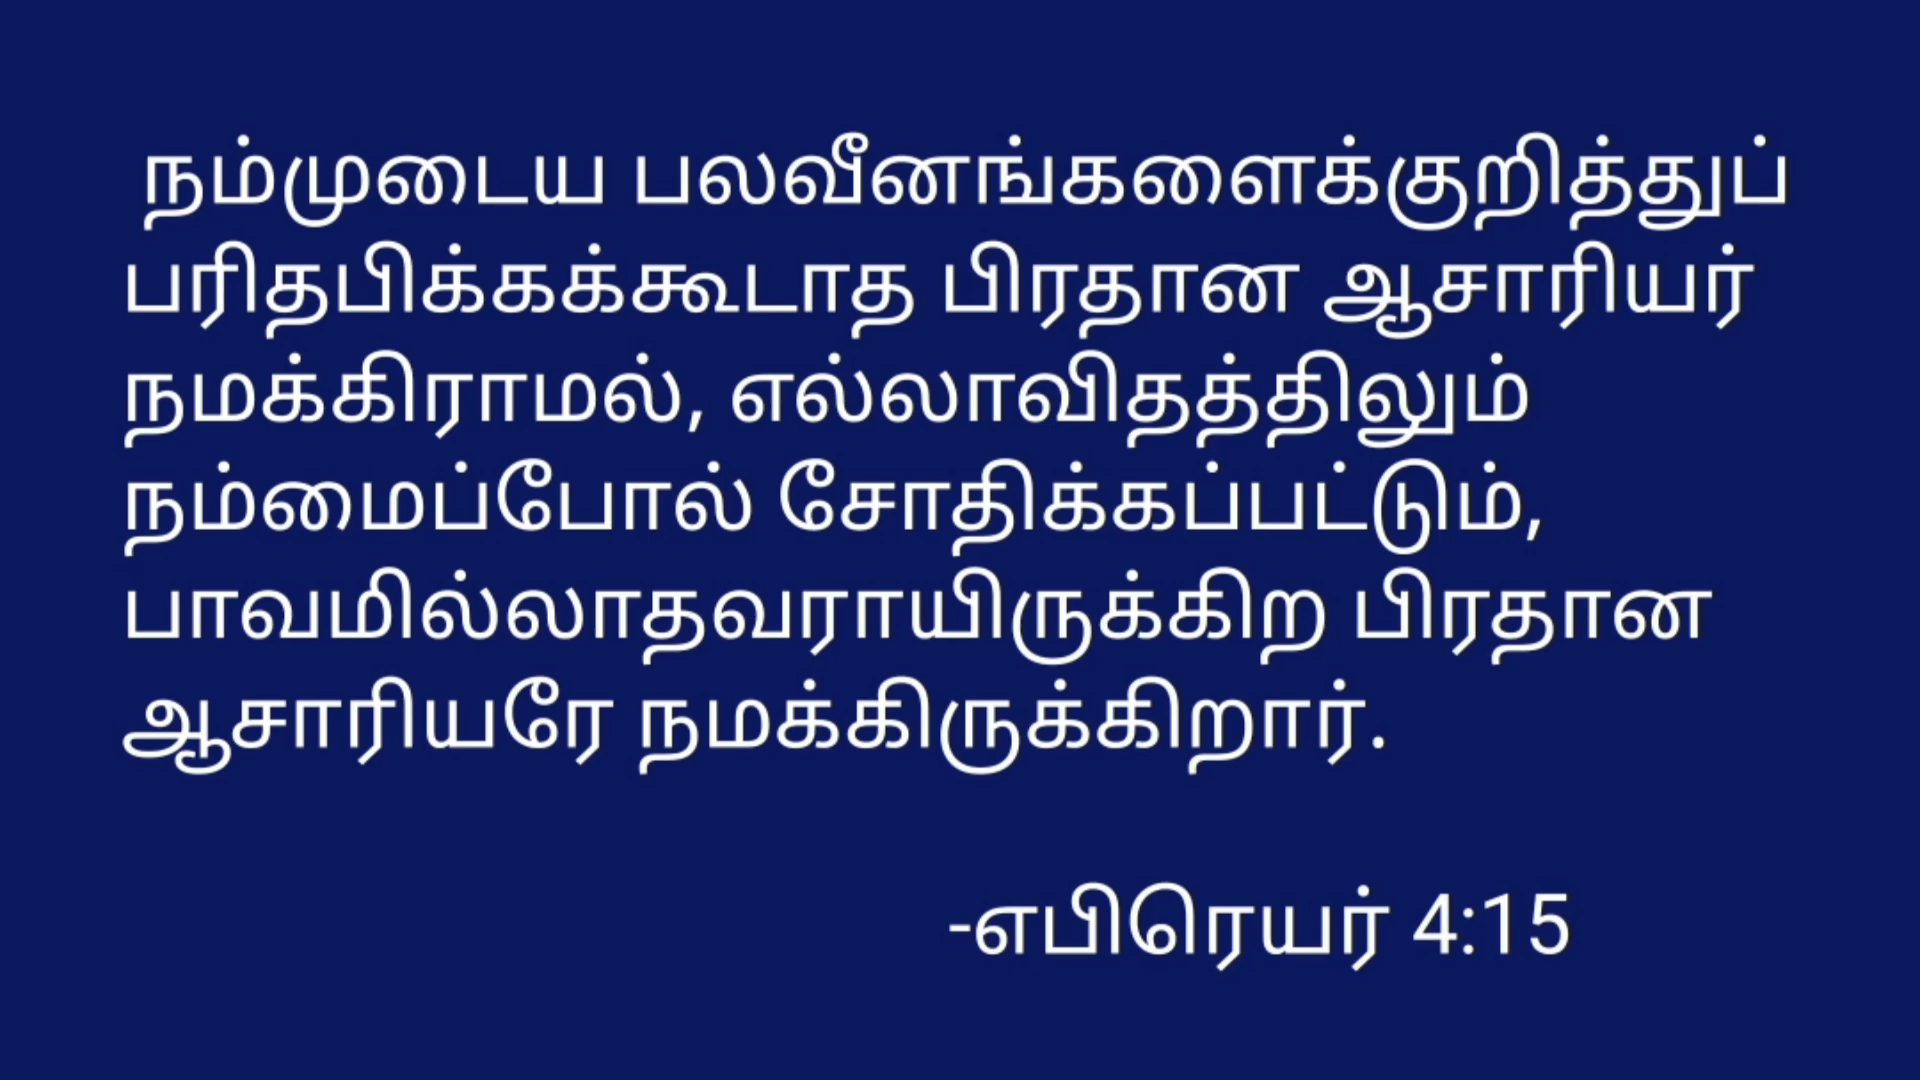 நம்முடைய பலவீனங்களைக்குறித்துப்
பரிதபிக்கக்கூடாத பிரதான ஆசாரியர்
நமக்கிராமல், எல்லாவிதத்திலும்
நம்மைப்போல் சோதிக்கப்பட்டும்,
பாவமில்லாதவராயிருக்கிற பிரதான
ஆசாரியரே நமக்கிருக்கிறார்.
-எபிரெயர் 4:15